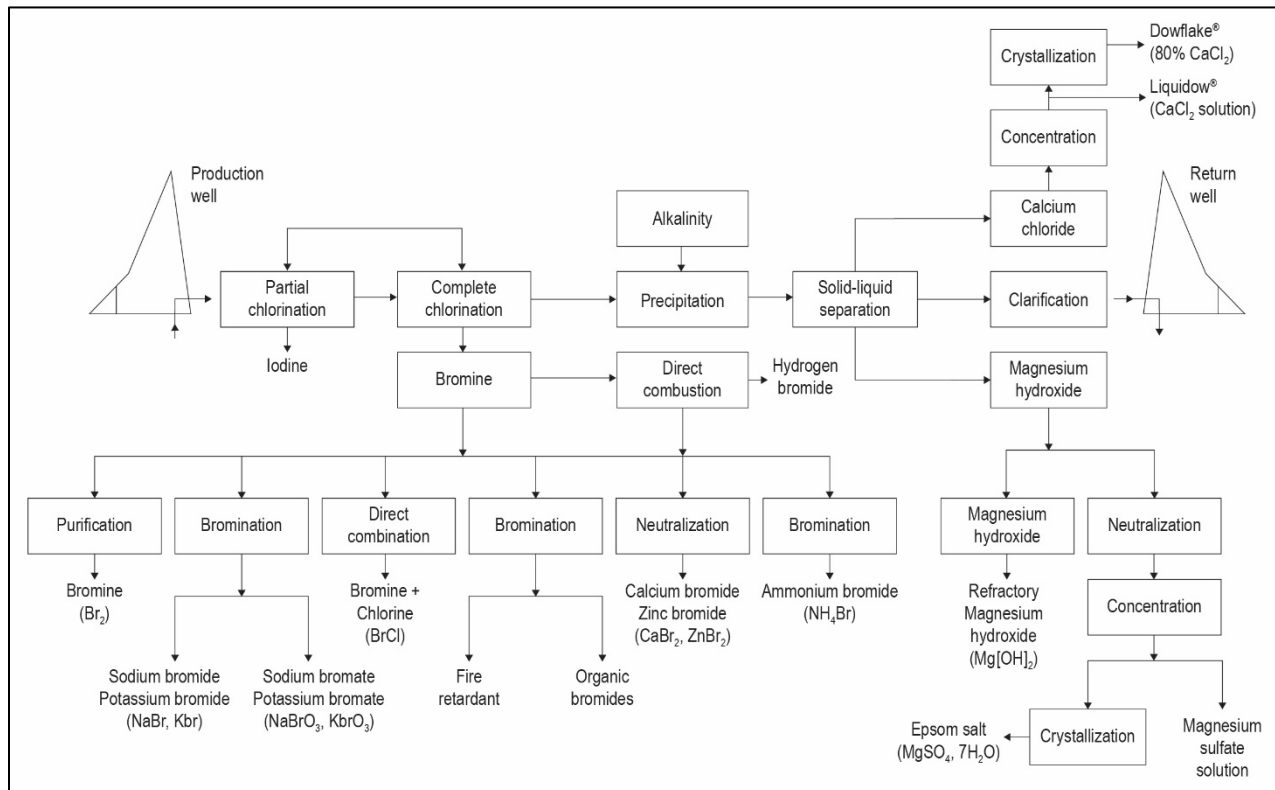 Dowflake®
(80% CaCl₂)
Crystallization
Liquidow®
(CaCl₂ solution)
Concentration
Production
well
Return
well
Alkalinity
Calcium
chloride
Partial
chlorination
Complete
chlorination
Precipitation
Solid-liquid
separation
Clarification
Iodine
Bromine
Direct
combustion
Hydrogen
bromide
Magnesium
hydroxide
Purification
Bromination
Direct
combination
Bromination
Neutralization
Bromination
Magnesium
hydroxide
Neutralization
Bromine
(Br₂)
Bromine +
Chlorine
(BrCl)
Calcium bromide
Zinc bromide
(CaBr₂, ZnBr₂)
Ammonium bromide
(NH₄Br)
Refractory
Magnesium
hydroxide
(Mg[OH]₂)
Concentration
Sodium bromide
Potassium bromide
(NaBr, Kbr)
Sodium bromate
Potassium bromate
(NaBrO₃, KbrO₃)
Fire
retardant
Organic
bromides
Epsom salt
(MgSO₄, 7H₂O)
Crystallization
Magnesium
sulfate
solution